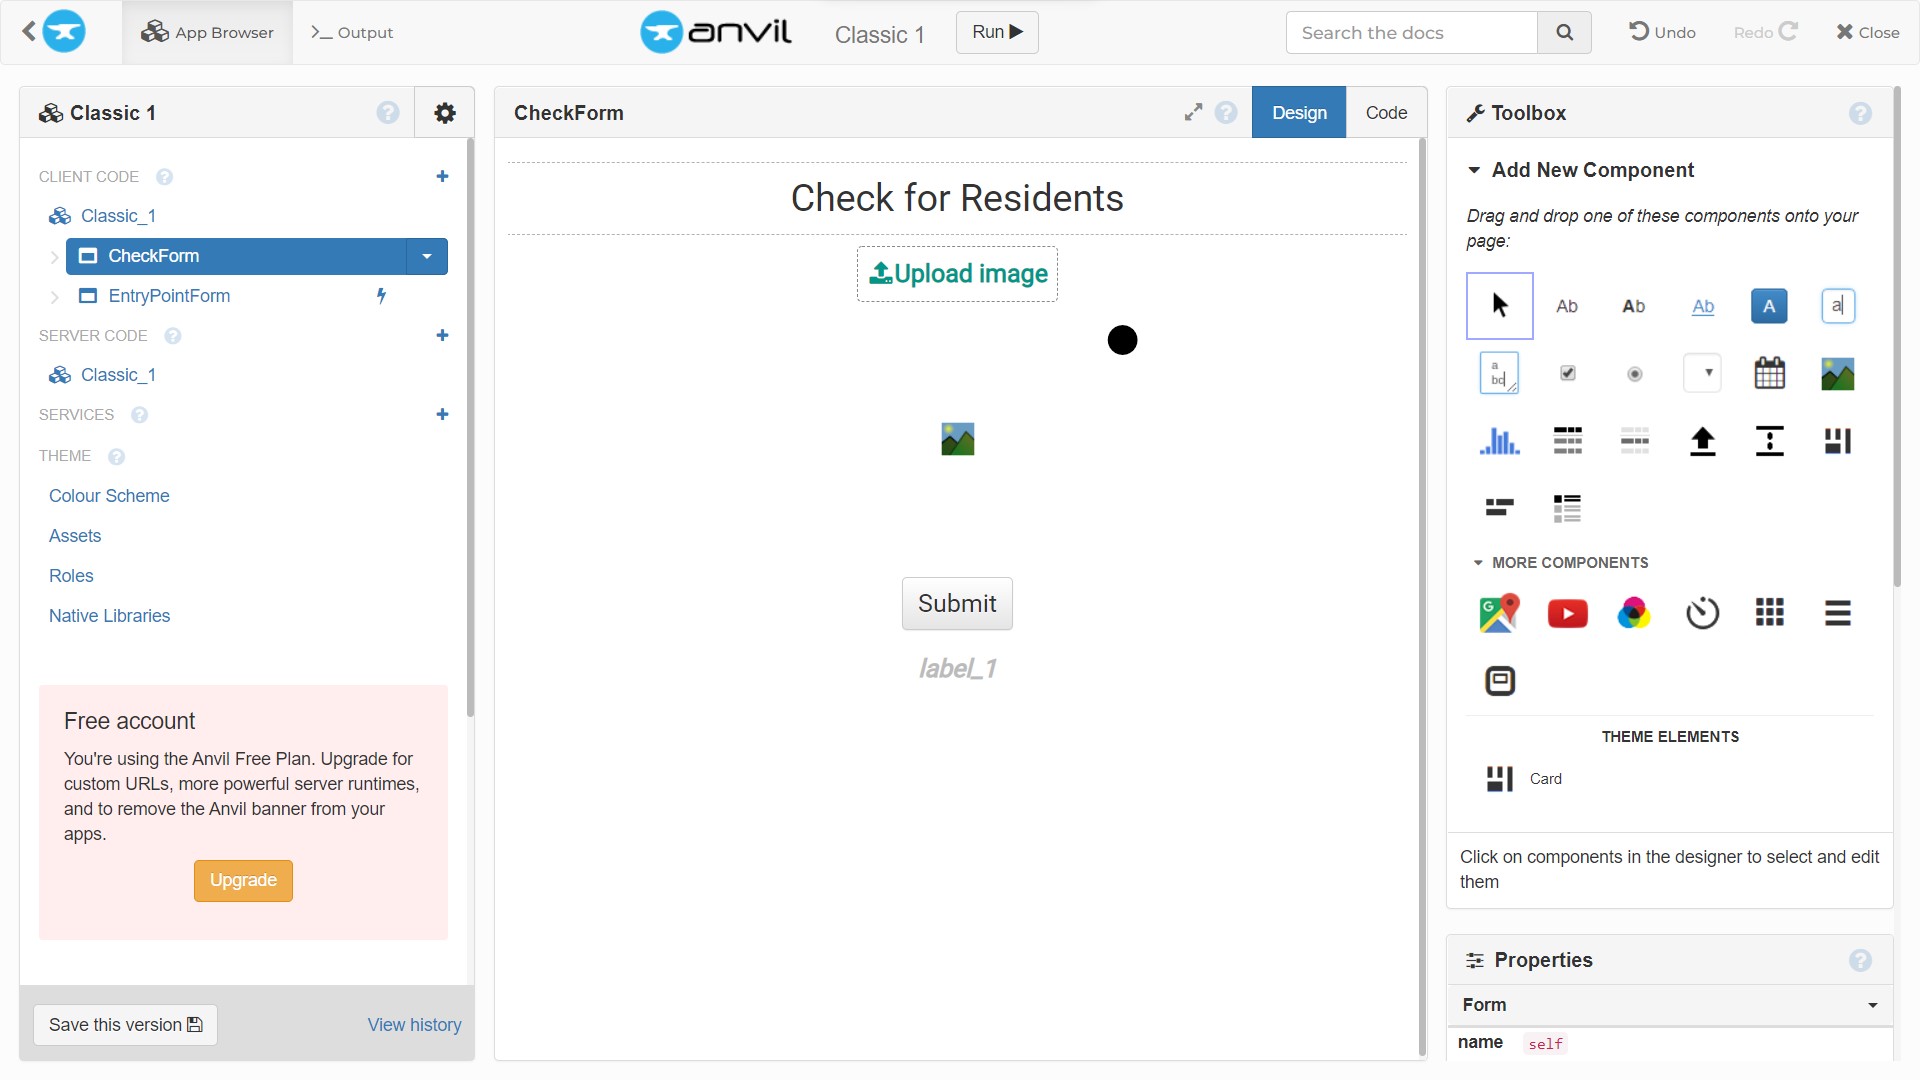 App Browser
Output
anvil
Classic 1
Run
Search the docs
Undo
Redo
Close
Classic 1
CLIENT CODE
Classic_1
CheckForm
EntryPointForm
SERVER CODE
Classic_1
SERVICES
THEME
Colour Scheme
Assets
Roles
Native Libraries
Free account
You're using the Anvil Free Plan. Upgrade for
custom URLs, more powerful server runtimes,
and to remove the Anvil banner from your
apps.
Upgrade
Save this version
View history
CheckForm
Design
Code
Check for Residents
Upload image
Submit
label_1
Toolbox
Add New Component
Drag and drop one of these components onto your
page:
Ab
Ab
Ab
A
a
a
bc
MORE COMPONENTS
G
THEME ELEMENTS
Card
Click on components in the designer to select and edit
them
Properties
Form
name self